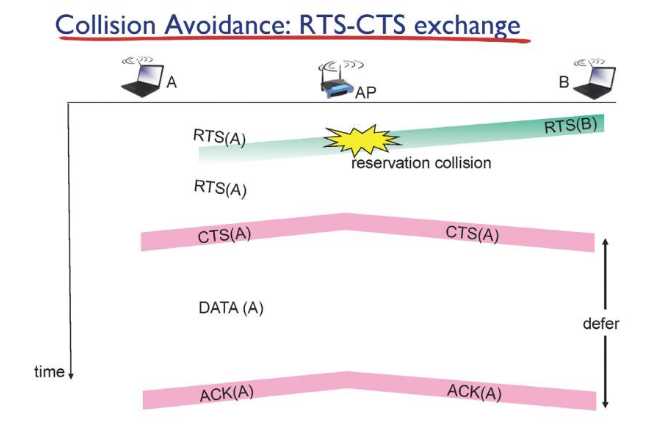 Collision Avoidance: RTS-CTS exchange
A
AP
B
RTS(A)
RTS(B)
reservation collision
RTS(A)
CTS(A)
CTS(A)
DATA (A)
defer
time
ACK(A)
ACK(A)